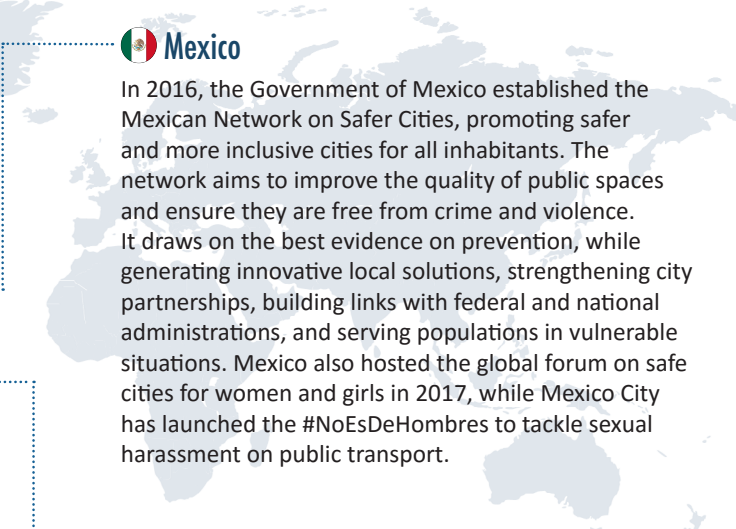 Mexico
In 2016, the Government of Mexico established the
Mexican Network on Safer Cities, promoting safer
and more inclusive cities for all inhabitants. The
network aims to improve the quality of public spaces
and ensure they are free from crime and violence.
It draws on the best evidence on prevention, while
generating innovative local solutions, strengthening city
partnerships, building links with federal and national
administrations, and serving populations in vulnerable
situations. Mexico also hosted the global forum on safe
cities for women and girls in 2017, while Mexico City
has launched the #NoEsDeHombres to tackle sexual
harassment on public transport.